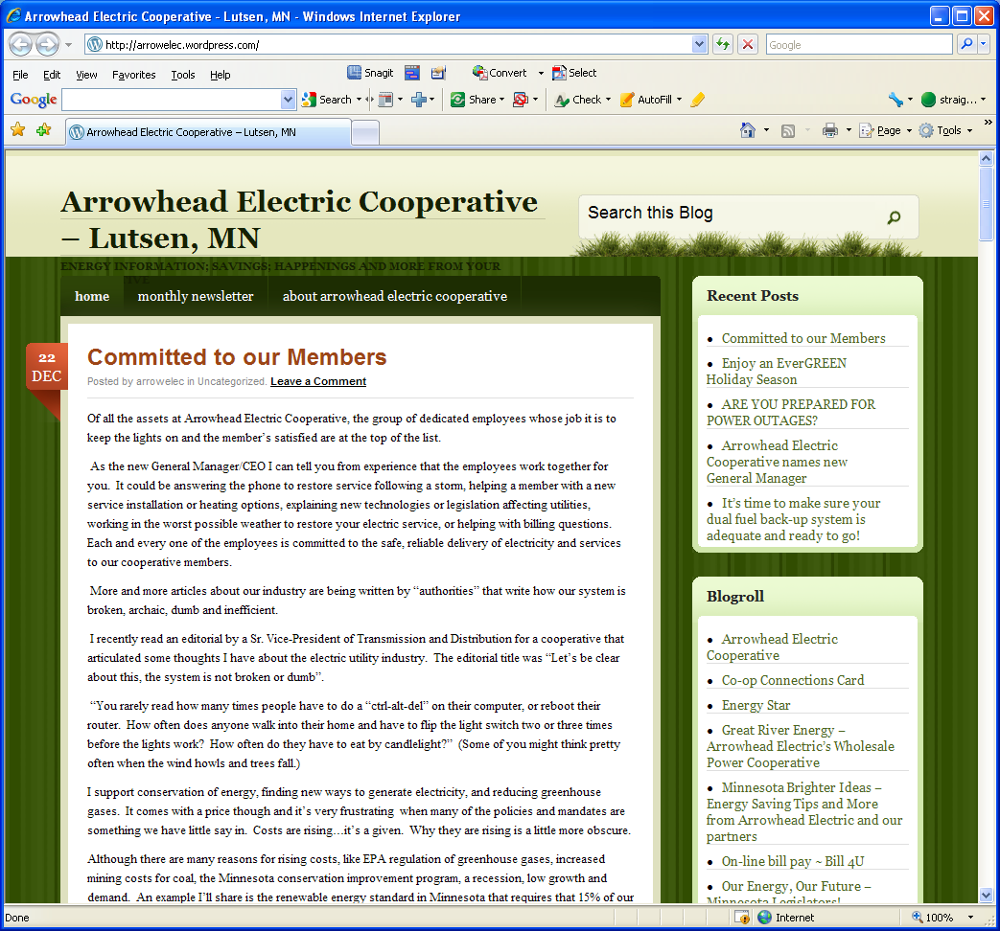 Arrowhead Electric Cooperative - Lutsen, MN - Windows Internet Explorer
http://arrowelec.wordpress.com/
Google
File Edit View Favorites Tools Help
Snagit
Convert
Select
Google
Search
Share
Check
AutoFill
straig...
Arrowhead Electric Cooperative – Lutsen, MN
Page
Tools
Arrowhead Electric Cooperative
– Lutsen, MN
ENERGY INFORMATION; SAVINGS; HAPPENINGS AND MORE FROM YOUR
Search this Blog
home
monthly newsletter
about arrowhead electric cooperative
22
DEC
Committed to our Members
Posted by arrowelec in Uncategorized. Leave a Comment
Of all the assets at Arrowhead Electric Cooperative, the group of dedicated employees whose job it is to
keep the lights on and the member’s satisfied are at the top of the list.
As the new General Manager/CEO I can tell you from experience that the employees work together for
you.  It could be answering the phone to restore service following a storm, helping a member with a new
service installation or heating options, explaining new technologies or legislation affecting utilities,
working in the worst possible weather to restore your electric service, or helping with billing questions.
Each and every one of the employees is committed to the safe, reliable delivery of electricity and services
to our cooperative members.
More and more articles about our industry are being written by “authorities” that write how our system is
broken, archaic, dumb and inefficient.
I recently read an editorial by a Sr. Vice-President of Transmission and Distribution for a cooperative that
articulated some thoughts I have about the electric utility industry.  The editorial title was “Let’s be clear
about this, the system is not broken or dumb”.
“You rarely read how many times people have to do a “ctrl-alt-del” on their computer, or reboot their
router.  How often does anyone walk into their home and have to flip the light switch two or three times
before the lights work?  How often do they have to eat by candlelight?”  (Some of you might think pretty
often when the wind howls and trees fall.)
I support conservation of energy, finding new ways to generate electricity, and reducing greenhouse
gases.  It comes with a price though and it’s very frustrating  when many of the policies and mandates are
something we have little say in.  Costs are rising…it’s a given.  Why they are rising is a little more obscure.
Although there are many reasons for rising costs, like EPA regulation of greenhouse gases, increased
mining costs for coal, the Minnesota conservation improvement program, a recession, low growth and
demand.  An example I’ll share is the renewable energy standard in Minnesota that requires that 15% of our
Recent Posts
Committed to our Members
Enjoy an EverGREEN
Holiday Season
ARE YOU PREPARED FOR
POWER OUTAGES?
Arrowhead Electric
Cooperative names new
General Manager
It’s time to make sure your
dual fuel back-up system is
adequate and ready to go!
Blogroll
Arrowhead Electric
Cooperative
Co-op Connections Card
Energy Star
Great River Energy –
Arrowhead Electric’s Wholesale
Power Cooperative
Minnesota Brighter Ideas –
Energy Saving Tips and More
from Arrowhead Electric and our
partners
On-line bill pay ~ Bill 4U
Our Energy, Our Future –
Minnesota Legislators!
Done
Internet
100%